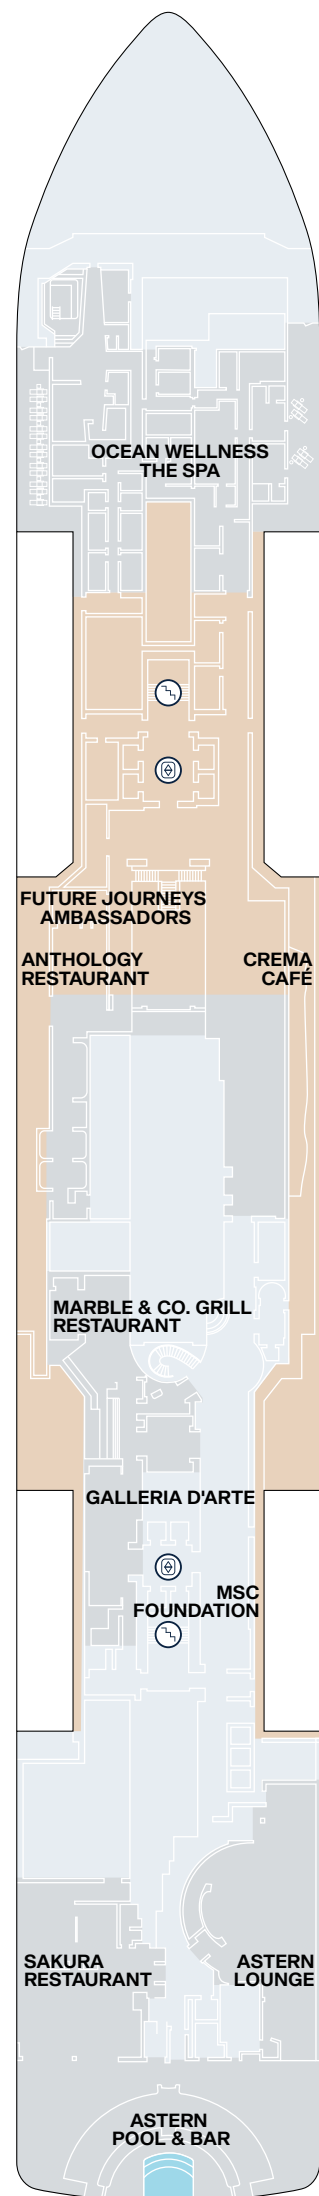 OCEAN WELLNESS
THE SPA
FUTURE JOURNEYS
AMBASSADORS
ANTHOLOGY
RESTAURANT
CREMA
CAFÉ
MARBLE & CO. GRILL
RESTAURANT
GALLERIA D'ARTE
MSC
FOUNDATION
SAKURA
RESTAURANT
ASTERN
LOUNGE
ASTERN
POOL & BAR